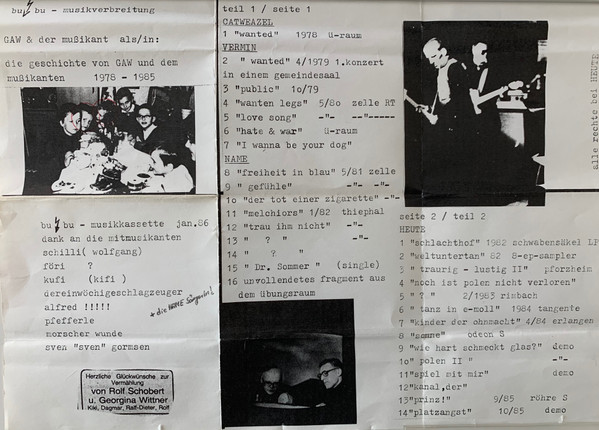 bu bu - musikverbreitung
GAW & der mußikant als/in:
die geschichte von GAW und dem
mußikanten 1978 - 1985
bu bu - musikkassette jan.86
dank an die mitmusikanten
schilli( wolfgang)
föri ?
kufi (kifi )
dereinwöchigeschlagzeuger
alfred !!!!!
pfefferle
morscher wunde
sven "sven" gormsen
+ die HEUTE Sängerin!
Herzliche Glückwünsche zur
Vermählung
von Rolf Schobert
u. Georgina Wittner
Kiki, Dagmar, Ralf-Dieter, Rolf
teil 1 / seite 1
CATWEAZEL
1 "wanted" 1978 ü-raum
VERMIN
2 " wanted" 4/1979 1.konzert
in einem gemeindesaal
3 "public" 1o/79
4 "wanten legs" 5/8o zelle RT
5 "love song" -"- --"-----
6 "hate & war" ü-raum
7 "I wanna be your dog"
NAME
8 "freiheit in blau" 5/81 zelle
9 " gefühle" -"- -"-
1o "der tot einer zigarette" -"-
11 "melchiors" 1/82 thiephal
12 "trau ihm nicht" -"-
13 " ? " -"-
14 " ? "
15 " Dr. Sommer " (single)
16 unvollendetes fragment aus
dem übungsraum
alle rechte bei HEUTE
seite 2 / teil 2
HEUTE
1 "schlachthof" 1982 schwabensäkel LP
2 "weltuntertan" 82 8-ep-sampler
3 " traurig - lustig II" pforzheim
4 "noch ist polen nicht verloren"
5 " ? " 2/1983 rimbach
6 "tanz in e-moll" 1984 tangente
7 "kinder der ohnmacht" 4/84 erlangen
8 "sonne" odeon S
9 "wie hart schmeckt glas?" demo
1o" polen II " -"-
11"spiel mit mir" demo
12"kanal,der"
13"prinz!" 9/85 röhre S
14"platzangst" 10/85 demo